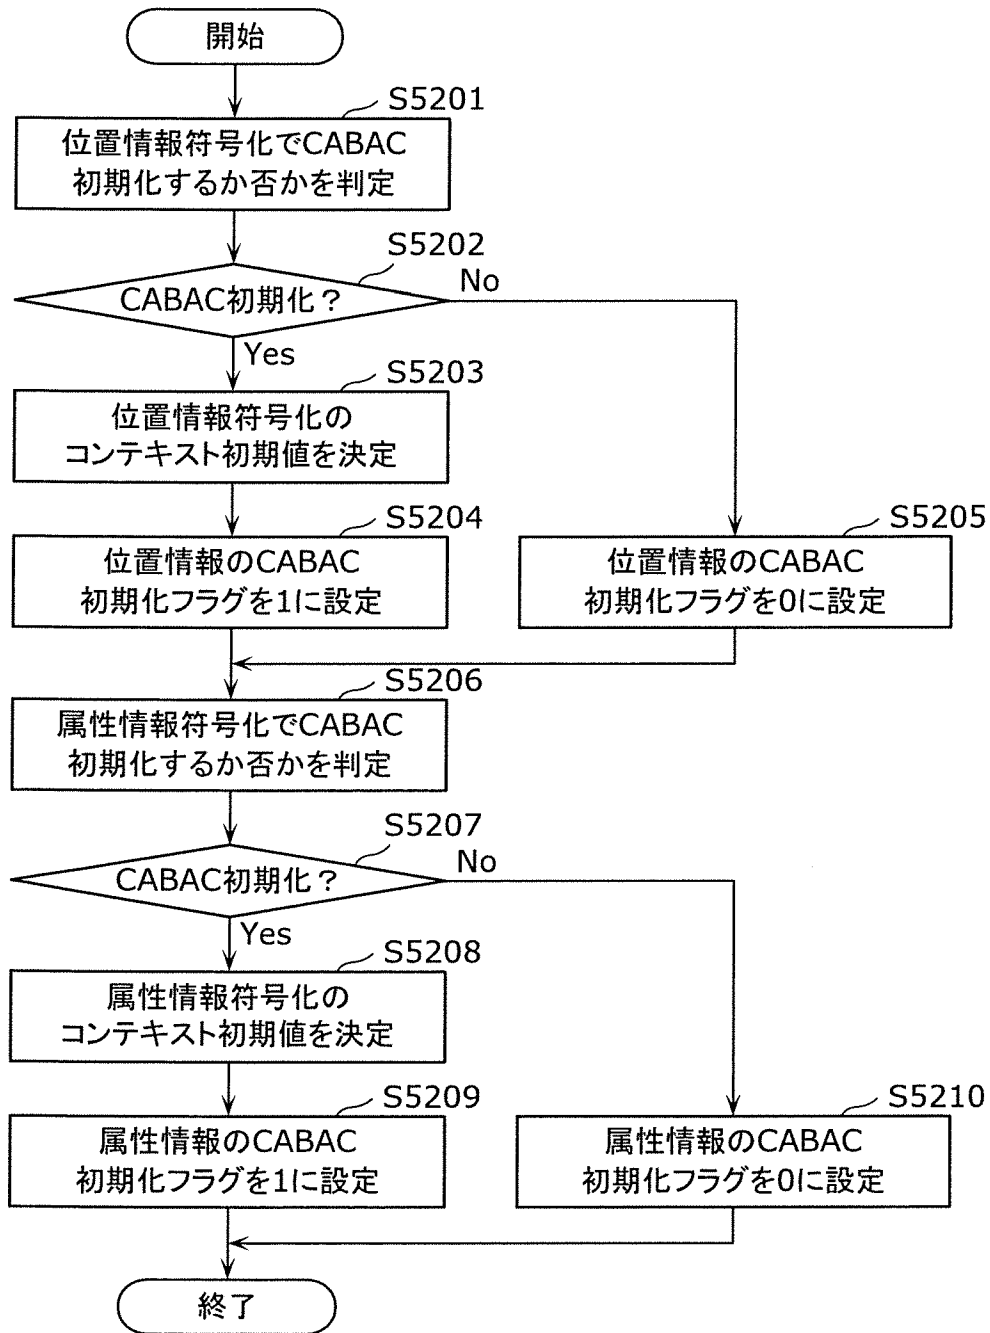 開始
S5201
位置情報符号化でCABAC
初期化するか否かを判定
S5202
CABAC初期化？
No
Yes
S5203
位置情報符号化の
コンテキスト初期値を決定
S5204
位置情報のCABAC
初期化フラグを1に設定
S5205
位置情報のCABAC
初期化フラグを0に設定
S5206
属性情報符号化でCABAC
初期化するか否かを判定
S5207
CABAC初期化？
No
Yes
S5208
属性情報符号化の
コンテキスト初期値を決定
S5209
属性情報のCABAC
初期化フラグを1に設定
S5210
属性情報のCABAC
初期化フラグを0に設定
終了